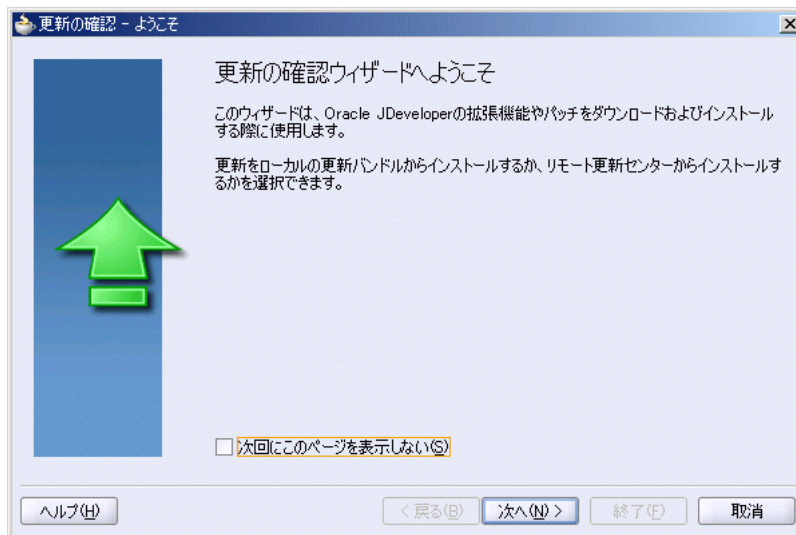 更新の確認 - ようこそ
更新の確認ウィザードへようこそ
このウィザードは、Oracle JDeveloperの拡張機能やパッチをダウンロードおよびインストール
する際に使用します。
更新をローカルの更新バンドルからインストールするか、リモート更新センターからインストールす
るかを選択できます。
次回にこのページを表示しない(S)
ヘルプ(H)
< 戻る(B)
次へ(N) >
終了(F)
取消